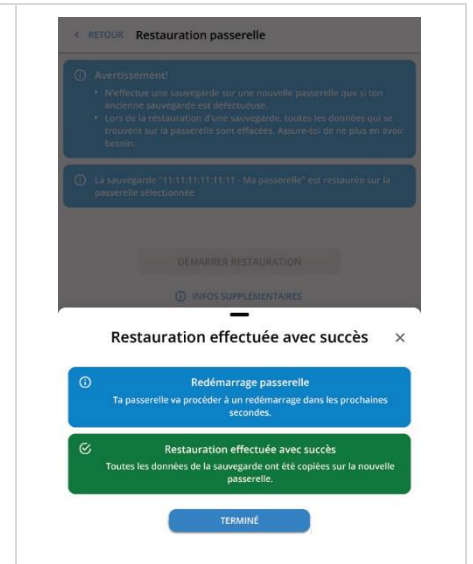 < RETOUR Restauration passerelle
Avertissement!
• N'effectue une sauvegarde sur une nouvelle passerelle que si ton
ancienne sauvegarde est défectueuse.
• Lors de la restauration d'une sauvegarde, toutes les données qui se
trouvent sur la passerelle sont effacées. Assure-toi de ne plus en avoir
besoin.
La sauvegarde "11:11:11:11:11:11 - Ma passerelle" est restaurée sur la
passerelle sélectionnée
DÉMARRER RESTAURATION
INFOS SUPPLÉMENTAIRES
Restauration effectuée avec succès ×
Redémarrage passerelle
Ta passerelle va procéder à un redémarrage dans les prochaines
secondes.
Restauration effectuée avec succès
Toutes les données de la sauvegarde ont été copiées sur la nouvelle
passerelle.
TERMINÉ